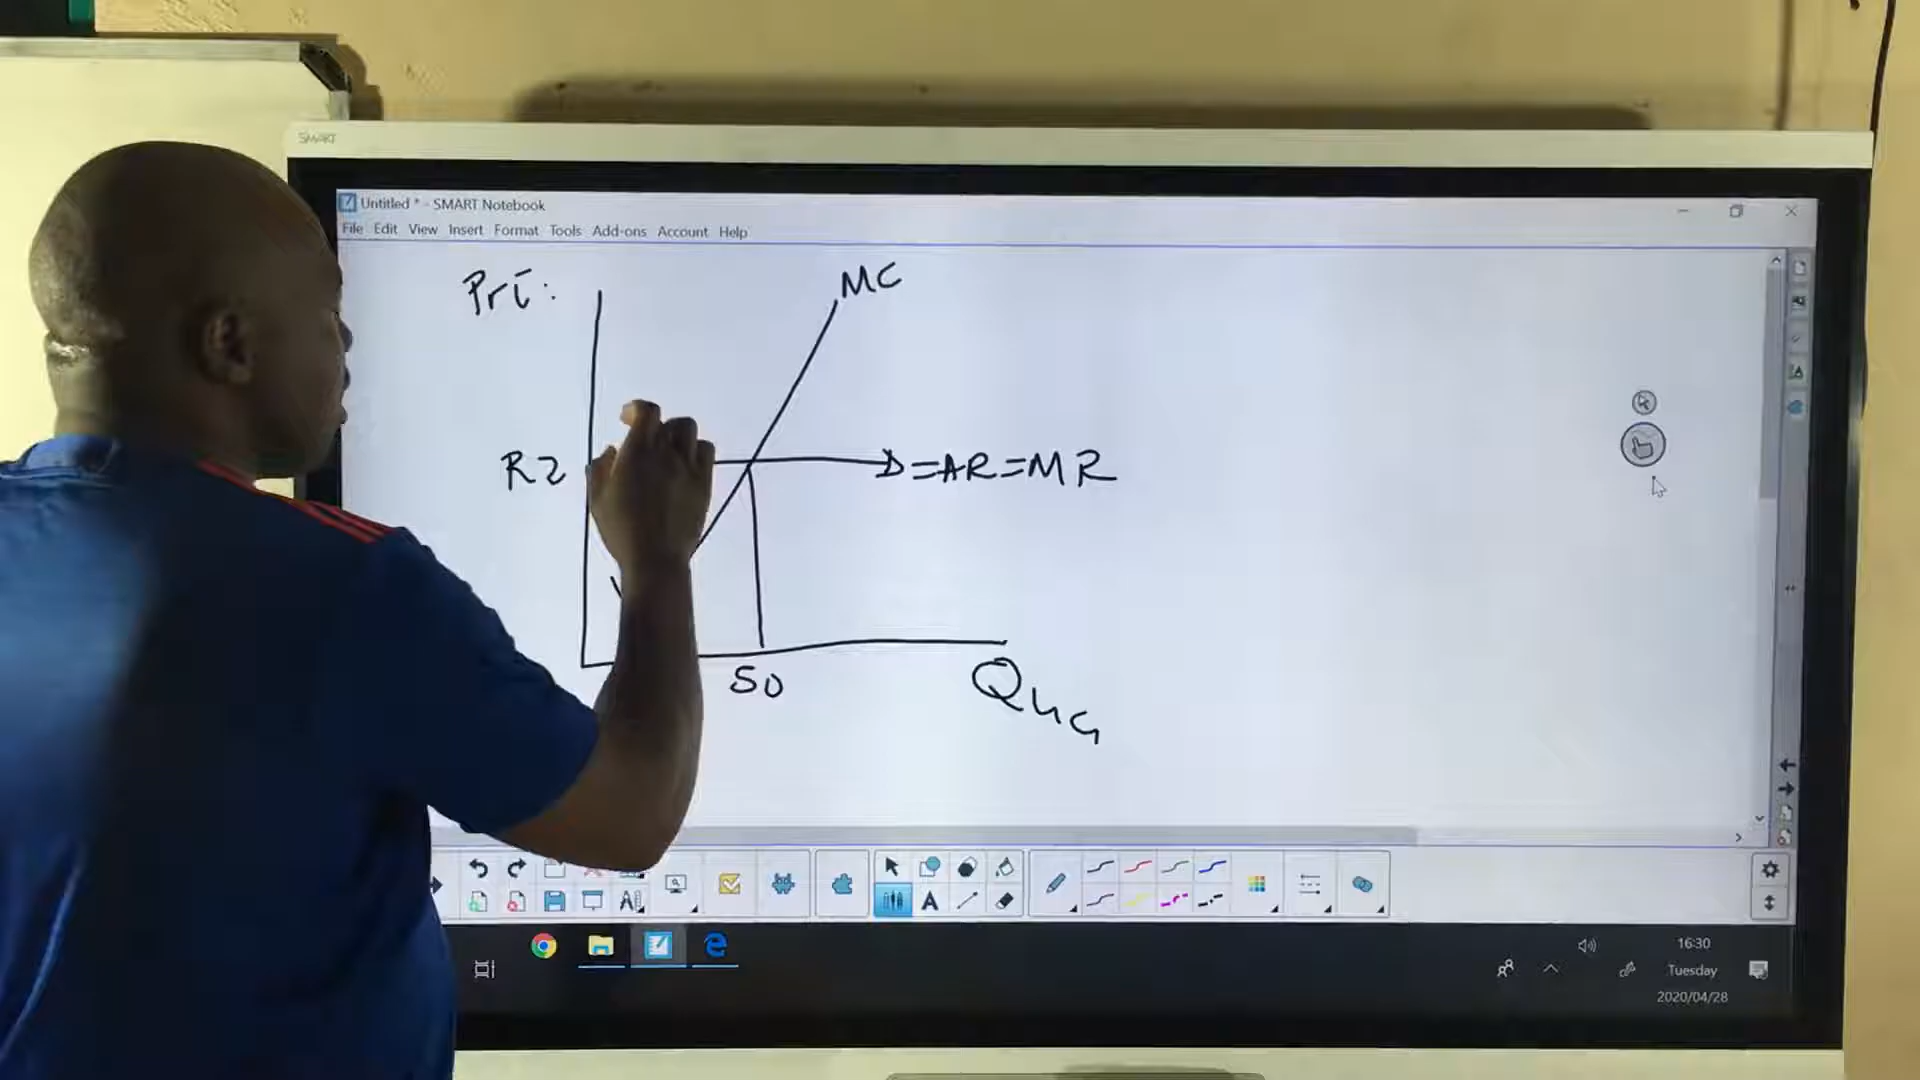 SMART
Untitled * - SMART Notebook
File Edit View Insert Format Tools Add-ons Account Help
Pri:
MC
R2
D=AR=MR
50
16:30
Tuesday
2020/04/28